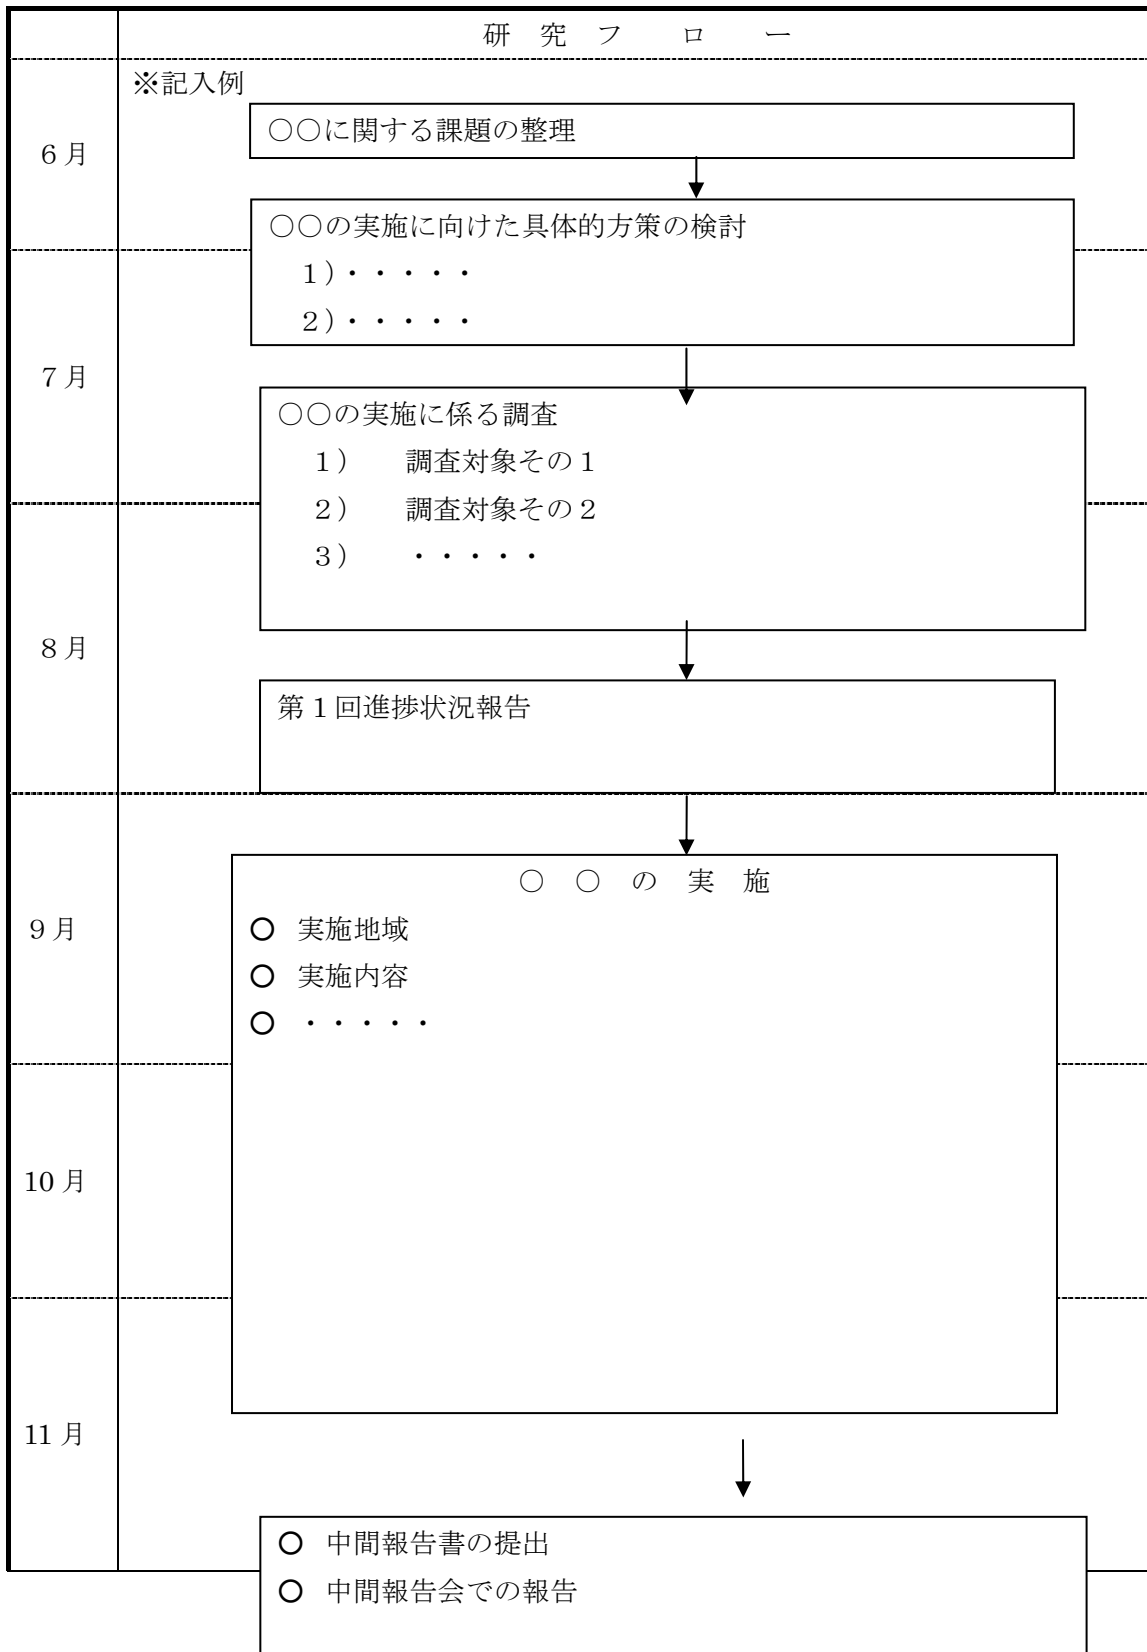 研 究 フ ロ ー
※記入例
6月
○○に関する課題の整理
○○の実施に向けた具体的方策の検討
1)・・・・・
2)・・・・・
7月
○○の実施に係る調査
1) 調査対象その1
2) 調査対象その2
3) ・・・・・
8月
第1回進捗状況報告
○ ○ の 実 施
9月
○ 実施地域
○ 実施内容
○ ・・・・・
10月
11月
○ 中間報告書の提出
○ 中間報告会での報告